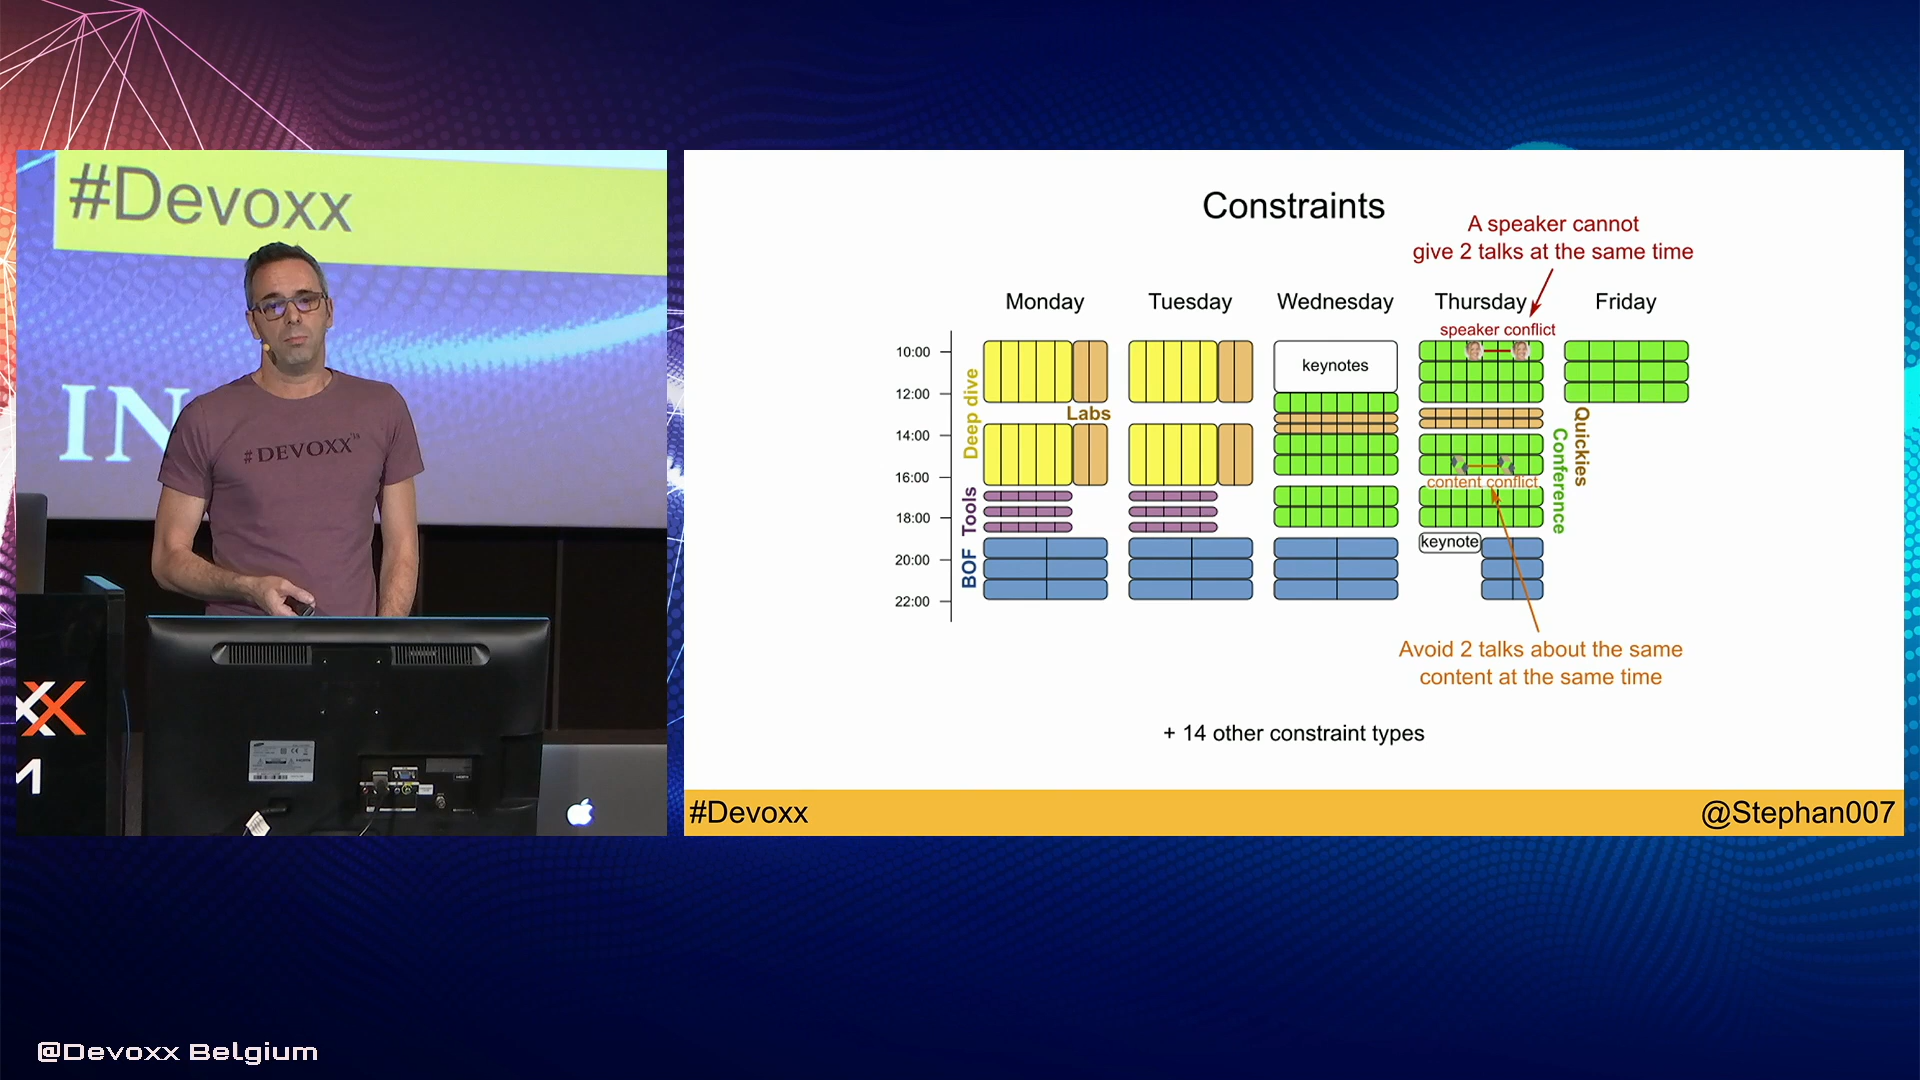 #Devoxx
IN
#DEVOXX'18
XX
M
Constraints
A speaker cannot
give 2 talks at the same time
Monday
Tuesday
Wednesday
Thursday
Friday
speaker conflict
10:00
12:00
14:00
16:00
18:00
20:00
22:00
Deep dive
Labs
Tools
BOF
keynotes
Quickies
Conference
content conflict
keynote
Avoid 2 talks about the same
content at the same time
+ 14 other constraint types
#Devoxx
@Stephan007
@Devoxx Belgium